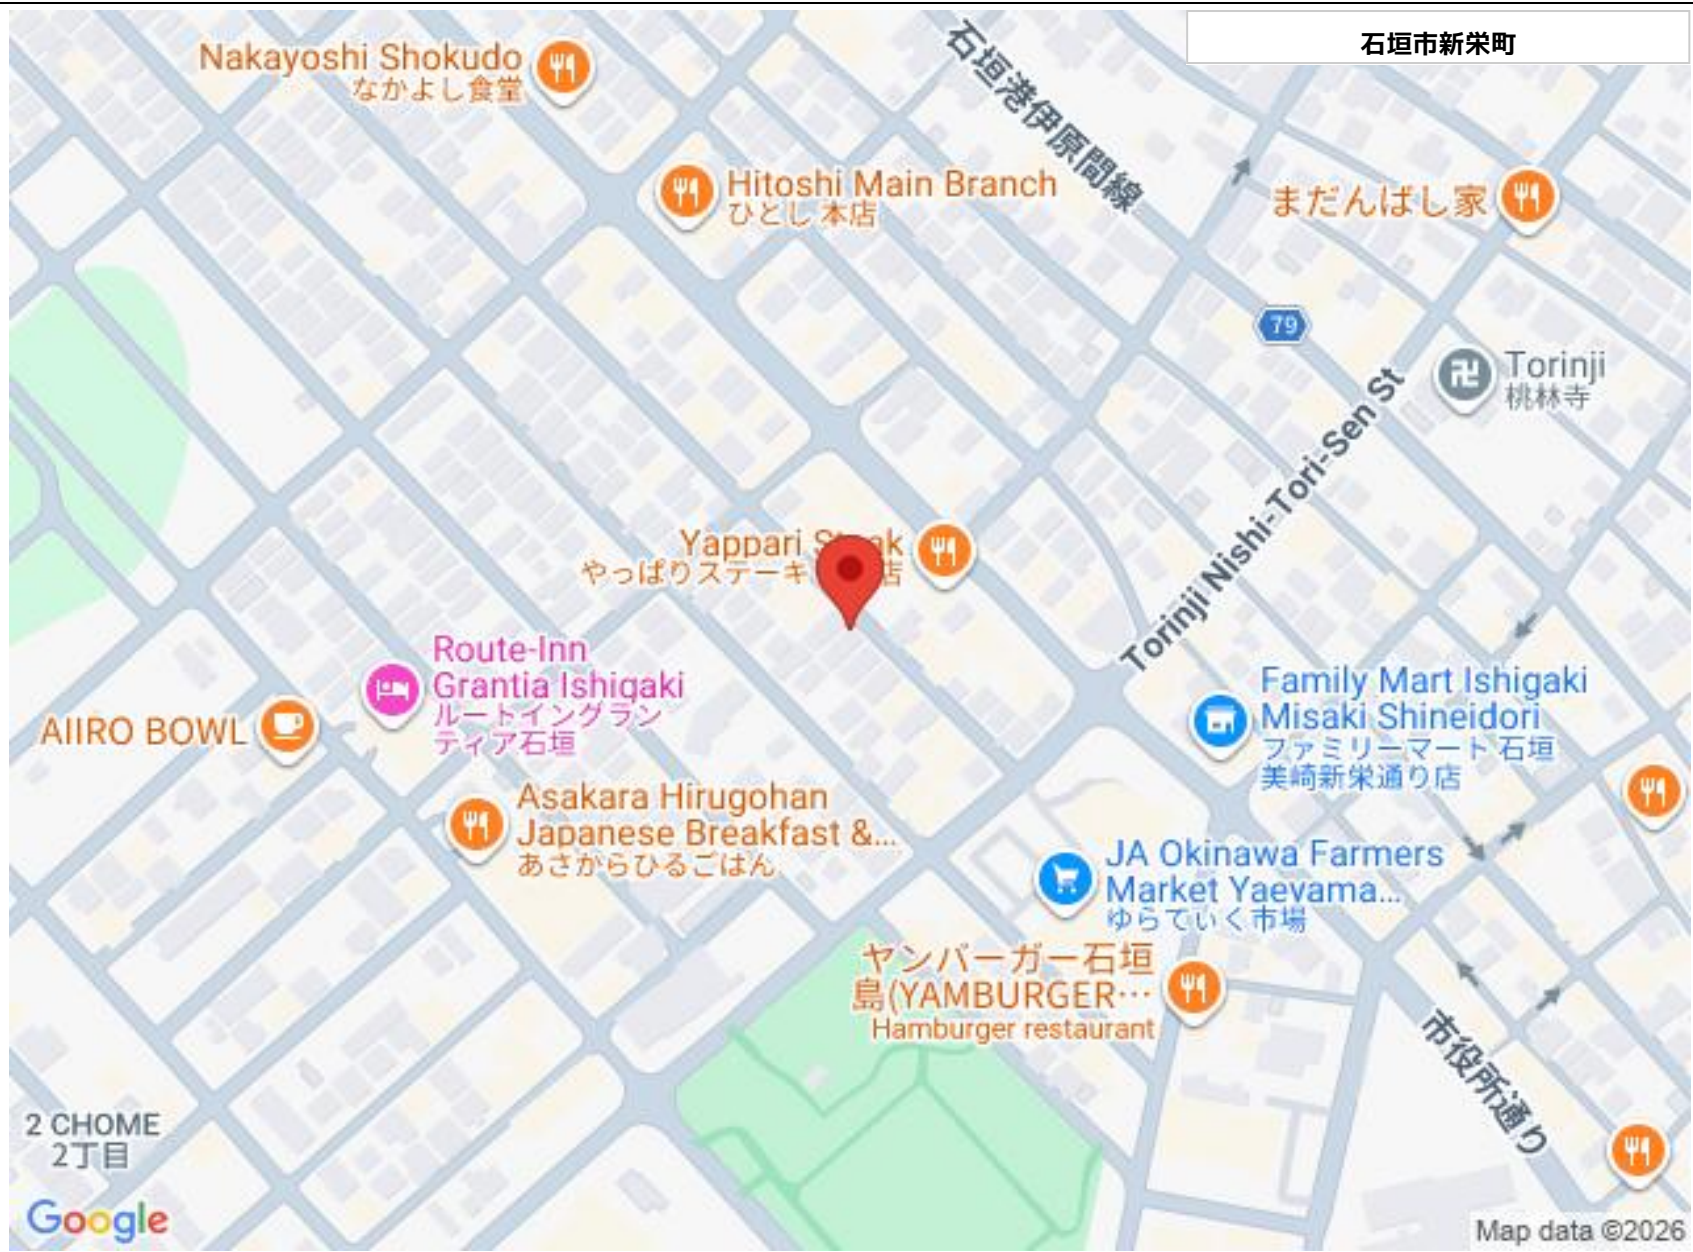 石垣市新栄町
Nakayoshi Shokudo
なかよし食堂
石垣港伊原間線
Hitoshi Main Branch
ひとし 本店
まだんばし家
79
Torinji
桃林寺
Torinji Nishi-Tori-Sen St
Yappari
やっぱりステーキ
店
Route-Inn
Grantia Ishigaki
ルートイングラン
ティア石垣
AIIRO BOWL
Family Mart Ishigaki
Misaki Shineidori
ファミリーマート 石垣
美崎新栄通り店
Asakara Hirugohan
Japanese Breakfast &...
あさからひるごはん
JA Okinawa Farmers
Market Yaeyama...
ゆらてぃく市場
ヤンバーガー石垣
島(YAMBURGER…
Hamburger restaurant
市役所通り
2 CHOME
2丁目
Google
Map data ©2026